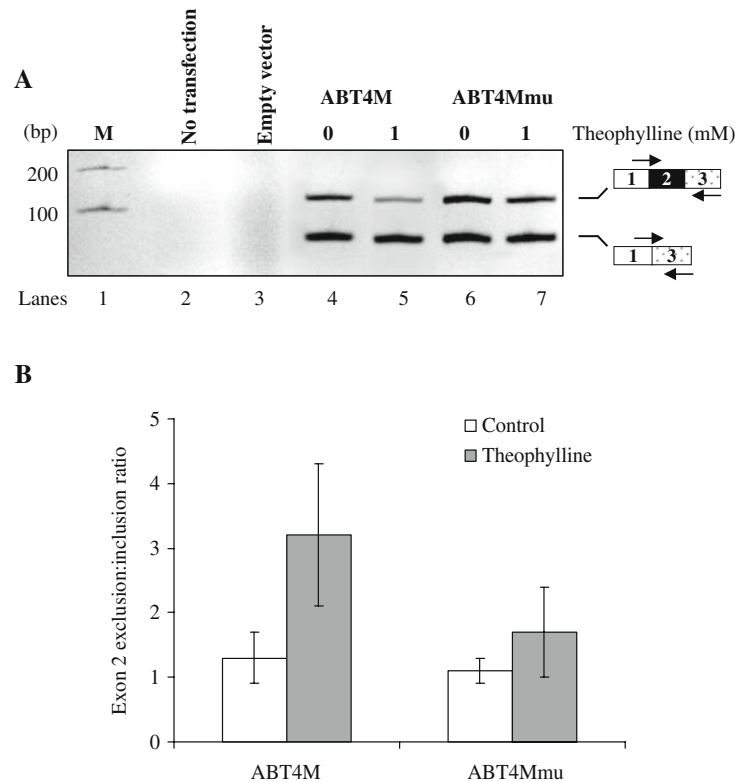 A
No transfection
Empty vector
ABT4M ABT4Mmu
(bp) M 0 1 0 1 Theophylline (mM)
200
100
1 2 3
1 3
Lanes 1 2 3 4 5 6 7
B
Exon 2 exclusion:inclusion ratio
5
4
3
2
1
0
Control
Theophylline
ABT4M ABT4Mmu